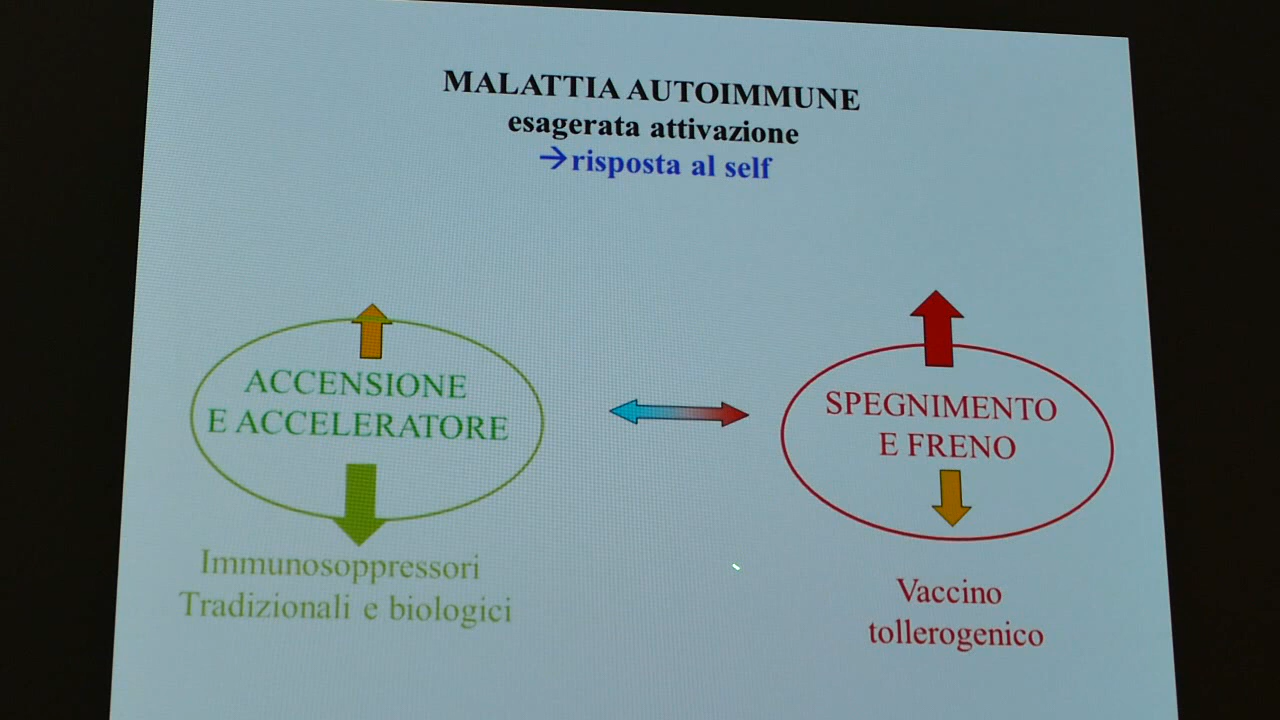 MALATTIA AUTOIMMUNE
esagerata attivazione
→risposta al self
ACCENSIONE
E ACCELERATORE
SPEGNIMENTO
E FRENO
Immunosoppressori
Tradizionali e biologici
Vaccino
tollerogenico